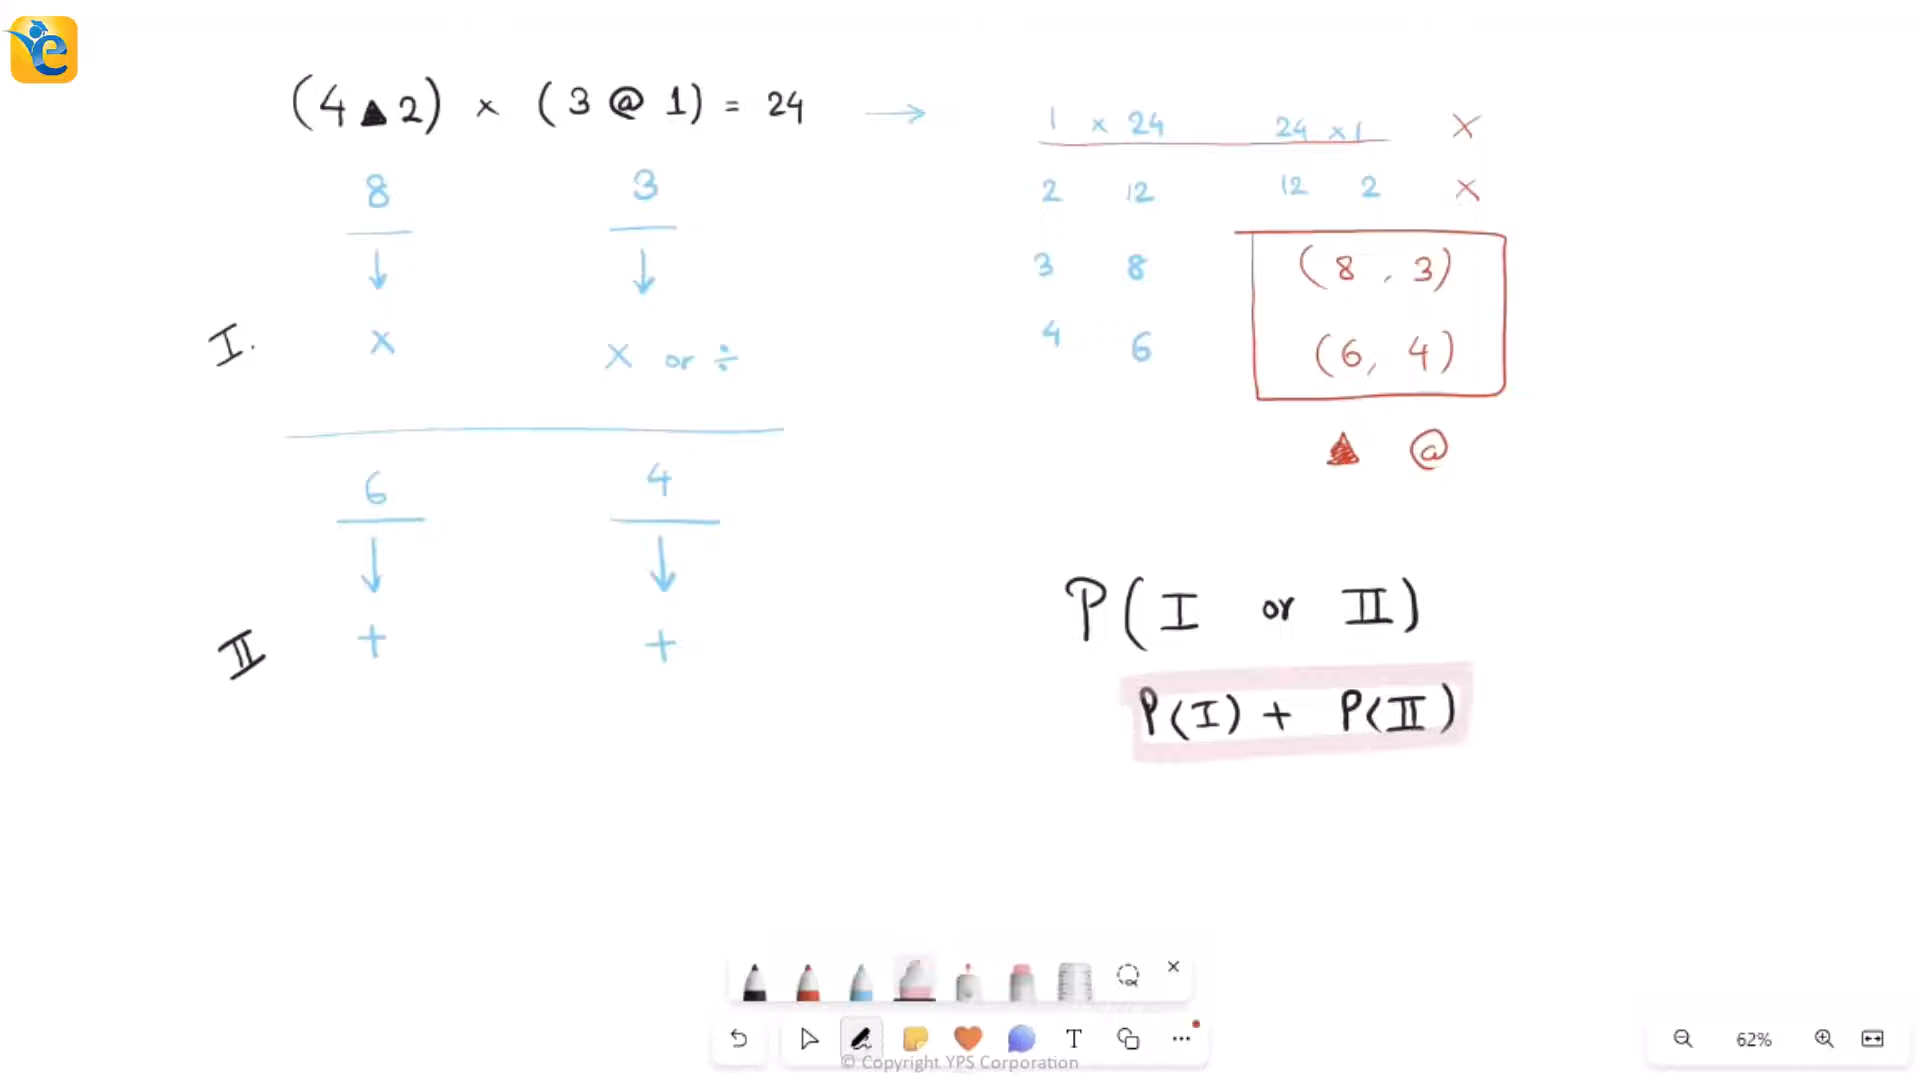 e
(4 ▲ 2) × (3 @ 1) = 24 →
1 × 24 24 × 1 ×
2 12 12 2 ×
8 3
3 8 (8, 3)
4 6 (6, 4)
I. × × or ÷
▲ @
6 4
P(I or II)
II + +
P(I) + P(II)
T
© Copyright YPS Corporation
62%